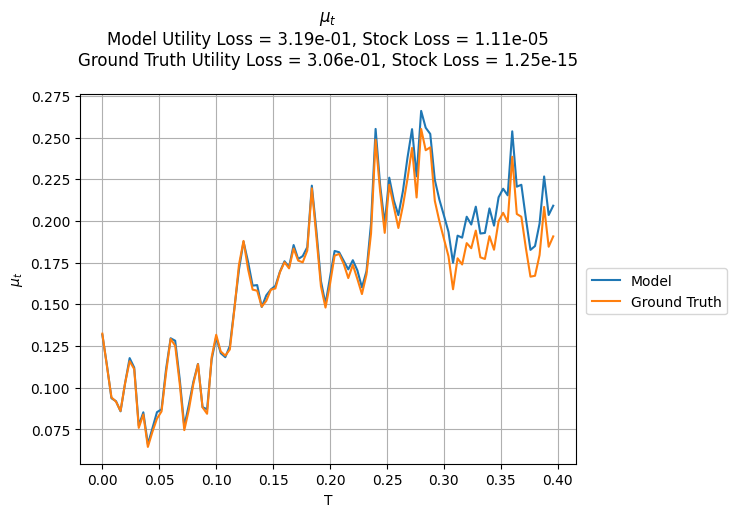 μt
Model Utility Loss = 3.19e-01, Stock Loss = 1.11e-05
Ground Truth Utility Loss = 3.06e-01, Stock Loss = 1.25e-15
0.275
0.250
0.225
0.200
0.175
0.150
0.125
0.100
0.075
μt
0.00 0.05 0.10 0.15 0.20 0.25 0.30 0.35 0.40
T
Model
Ground Truth